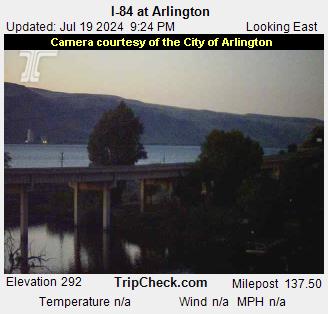 I-84 at Arlington
Updated: Jul 19 2024 9:24 PM Looking East
Camera courtesy of the City of Arlington
Elevation 292 TripCheck.com Milepost 137.50
Temperature n/a Wind n/a MPH n/a